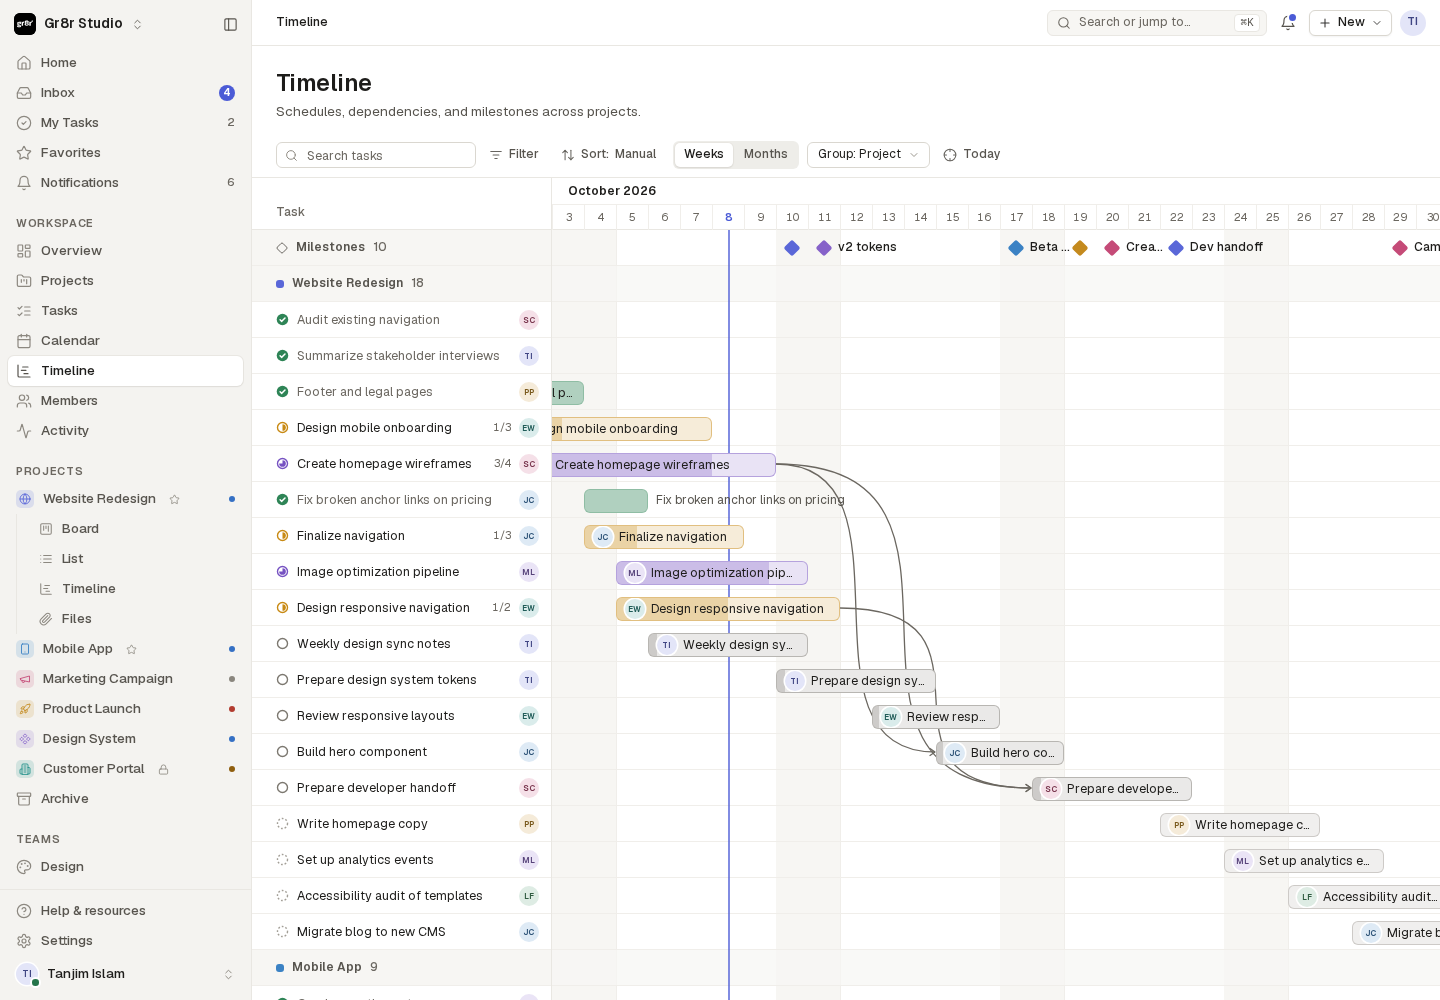 gr8r
Gr8r Studio
Home
Inbox 4
My Tasks 2
Favorites
Notifications 6
WORKSPACE
Overview
Projects
Tasks
Calendar
Timeline
Members
Activity
PROJECTS
Website Redesign
Board
List
Timeline
Files
Mobile App
Marketing Campaign
Product Launch
Design System
Customer Portal
Archive
TEAMS
Design
Help & resources
Settings
TI Tanjim Islam
Timeline
Search or jump to... ⌘K
New
TI
Timeline
Schedules, dependencies, and milestones across projects.
Search tasks
Filter
Sort: Manual
Weeks Months
Group: Project
Today
October 2026
Task
3 4 5 6 7 8 9 10 11 12 13 14 15 16 17 18 19 20 21 22 23 24 25 26 27 28 29 30
Milestones 10
v2 tokens Beta ... Crea... Dev handoff Cam
Website Redesign 18
Audit existing navigation SC
Summarize stakeholder interviews TI
Footer and legal pages PP
l p...
Design mobile onboarding 1/3 EW
gn mobile onboarding
Create homepage wireframes 3/4 SC
Create homepage wireframes
Fix broken anchor links on pricing JC
Fix broken anchor links on pricing
Finalize navigation 1/3 JC
JC Finalize navigation
Image optimization pipeline ML
ML Image optimization pip...
Design responsive navigation 1/2 EW
EW Design responsive navigation
Weekly design sync notes TI
TI Weekly design sy...
Prepare design system tokens TI
TI Prepare design sy...
Review responsive layouts EW
EW Review resp...
Build hero component JC
JC Build hero co...
Prepare developer handoff SC
SC Prepare develope...
Write homepage copy PP
PP Write homepage c...
Set up analytics events ML
ML Set up analytics e...
Accessibility audit of templates LF
LF Accessibility audit...
Migrate blog to new CMS JC
JC Migrate b
Mobile App 9